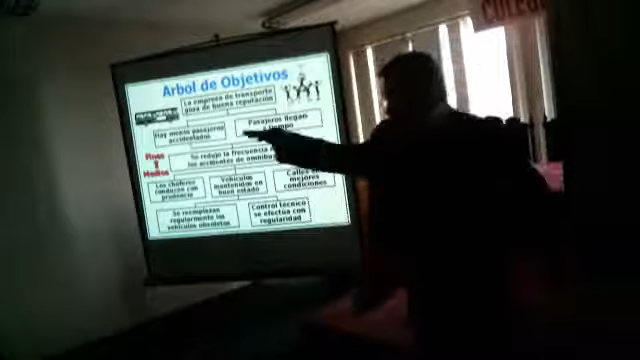 Arbol de Objetivos
La empresa de transporte
goza de buena reputación
Hay menos pasajeros
accidentados
Pasajeros llegan
tiempo
Fines
Medios
Se redujo la frecuencia
los accidentes de
Los choferes
conducen con
prudencia
Vehículos
mantenidos en
buen estado
Calles
mejores
condiciones
Se reemplazan
regularmente los
vehículos obsoletos
Control técnico
se efectúa con
regularidad